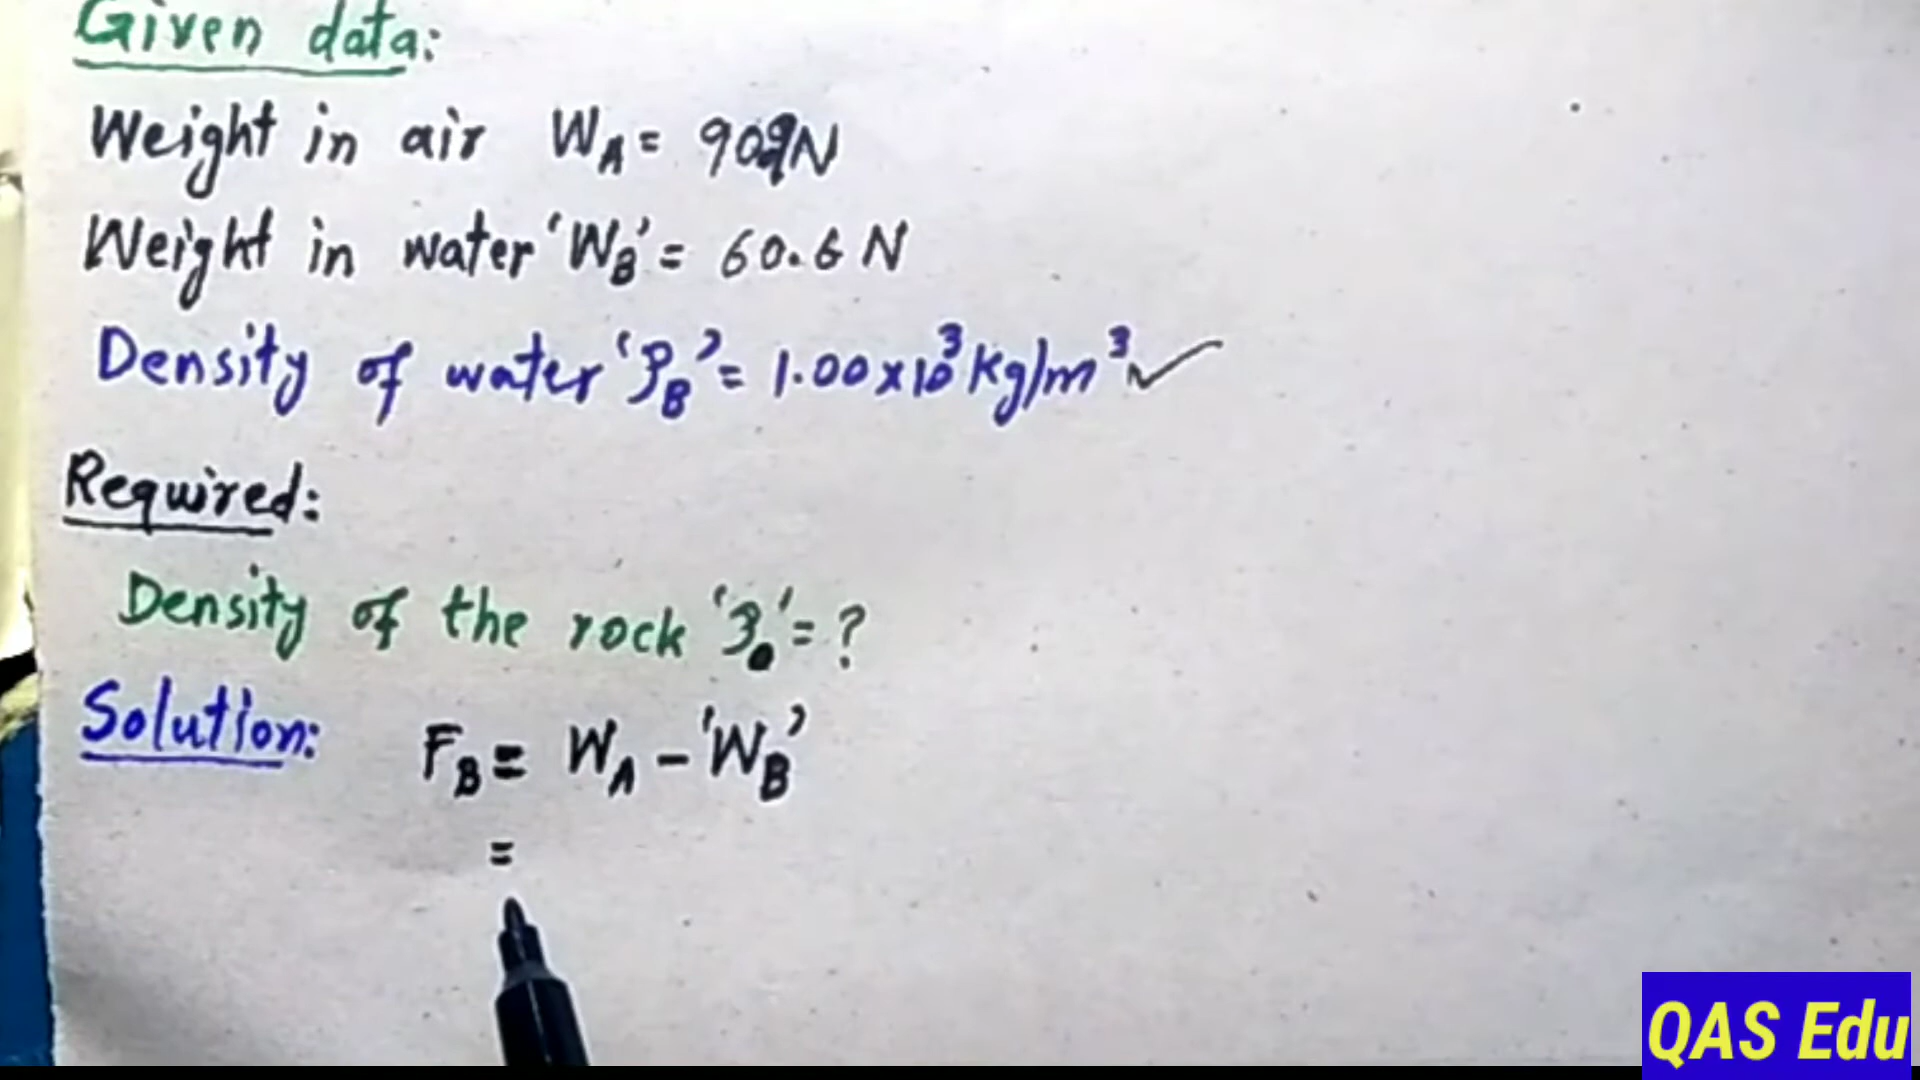 Given data:
Weight in air W_A = 909N
Weight in water 'W_B' = 60.6 N
Density of water 'ρ_B' = 1.00×10³ Kg/m³ ✓
Required:
Density of the rock 'ρ_o' = ?
Solution: F_B = W_A - 'W_B'
=
QAS Edu